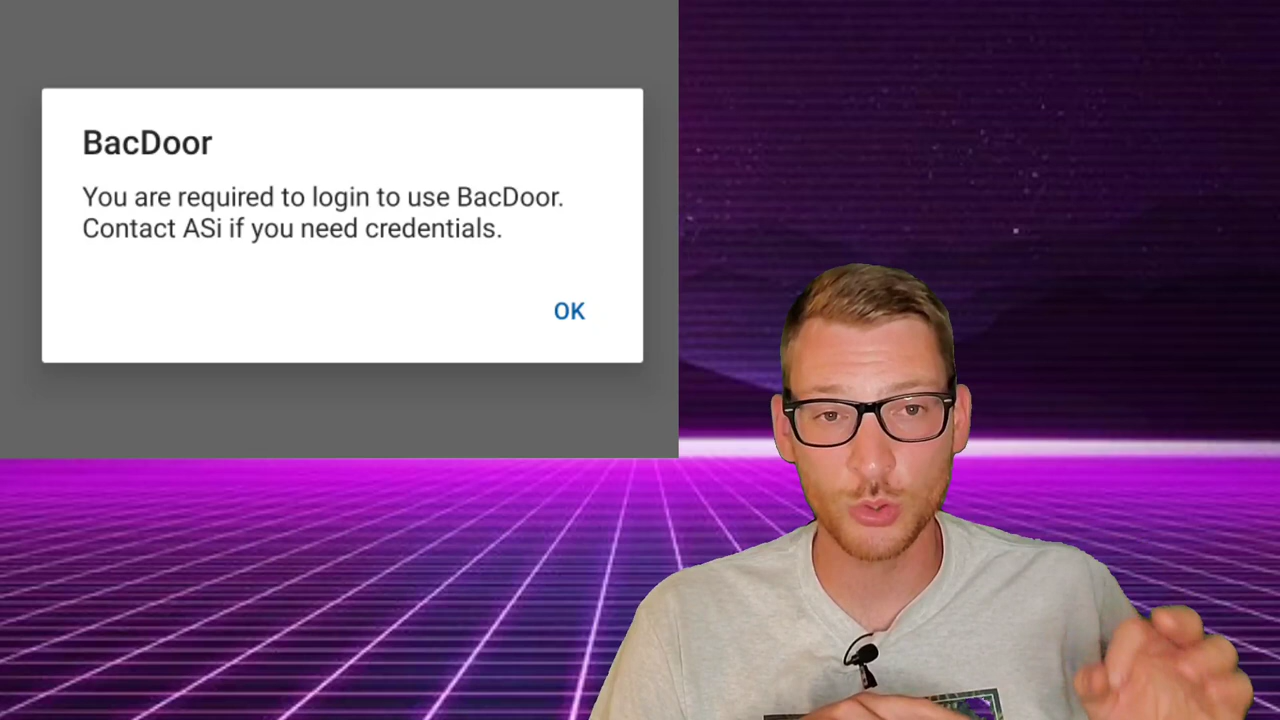 BacDoor
You are required to login to use BacDoor.
Contact ASi if you need credentials.
OK